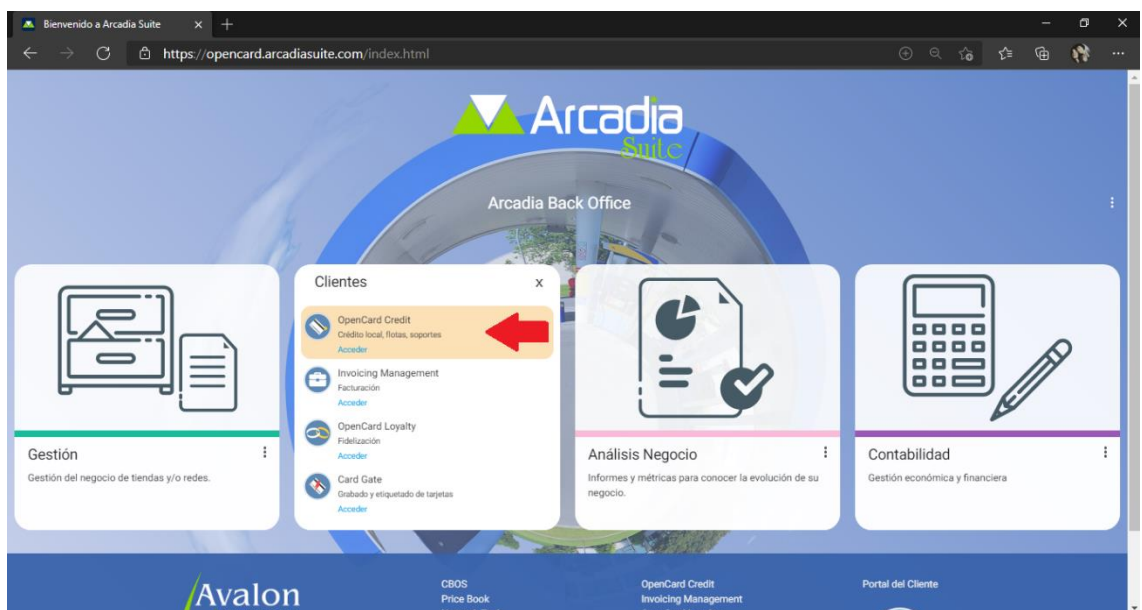 Bienvenido a Arcadia Suite
https://opencard.arcadiasuite.com/index.html
Arcadia
Suite
Arcadia Back Office
Gestión
Gestión del negocio de tiendas y/o redes.
Clientes x
OpenCard Credit
Crédito local, flotas, soportes
Acceder
Invoicing Management
Facturación
Acceder
OpenCard Loyalty
Fidelización
Acceder
Card Gate
Grabado y etiquetado de tarjetas
Acceder
Análisis Negocio
Informes y métricas para conocer la evolución de su
negocio.
Contabilidad
Gestión económica y financiera
Avalon
CBOS
Price Book
OpenCard Credit
Invoicing Management
Portal del Cliente